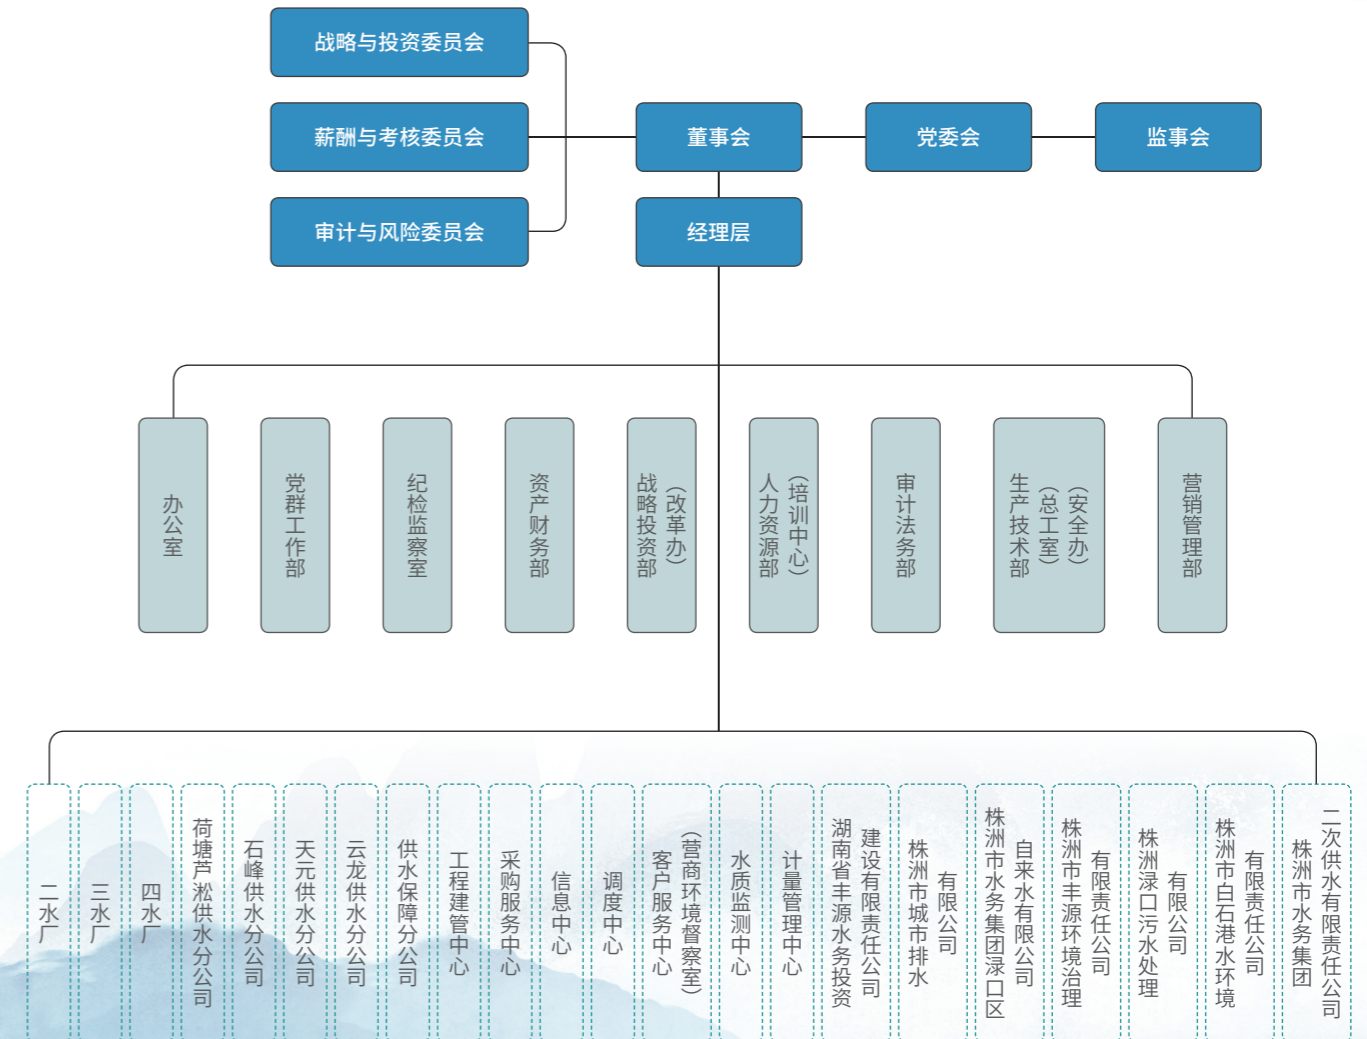 战略与投资委员会
薪酬与考核委员会
董事会
党委会
监事会
审计与风险委员会
经理层
办公室
党群工作部
纪检监察室
资产财务部
战略投资部
（改革办）
人力资源部
（培训中心）
审计法务部
生产技术部
（总工室）
（安全办）
营销管理部
二水厂
三水厂
四水厂
荷塘芦淞供水分公司
石峰供水分公司
天元供水分公司
云龙供水分公司
供水保障分公司
工程建管中心
采购服务中心
信息中心
调度中心
客户服务中心
（营商环境督察室）
水质监测中心
计量管理中心
湖南省丰源水务投资
建设有限责任公司
株洲市城市排水
有限公司
株洲市水务集团渌口区
自来水有限公司
株洲市丰源环境治理
有限责任公司
株洲渌口污水处理
有限公司
株洲市白石港水环境
有限责任公司
株洲市水务集团
二次供水有限责任公司